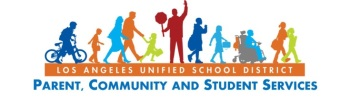 LOS ANGELES UNIFIED SCHOOL DISTRICT
PARENT, COMMUNITY AND STUDENT SERVICES